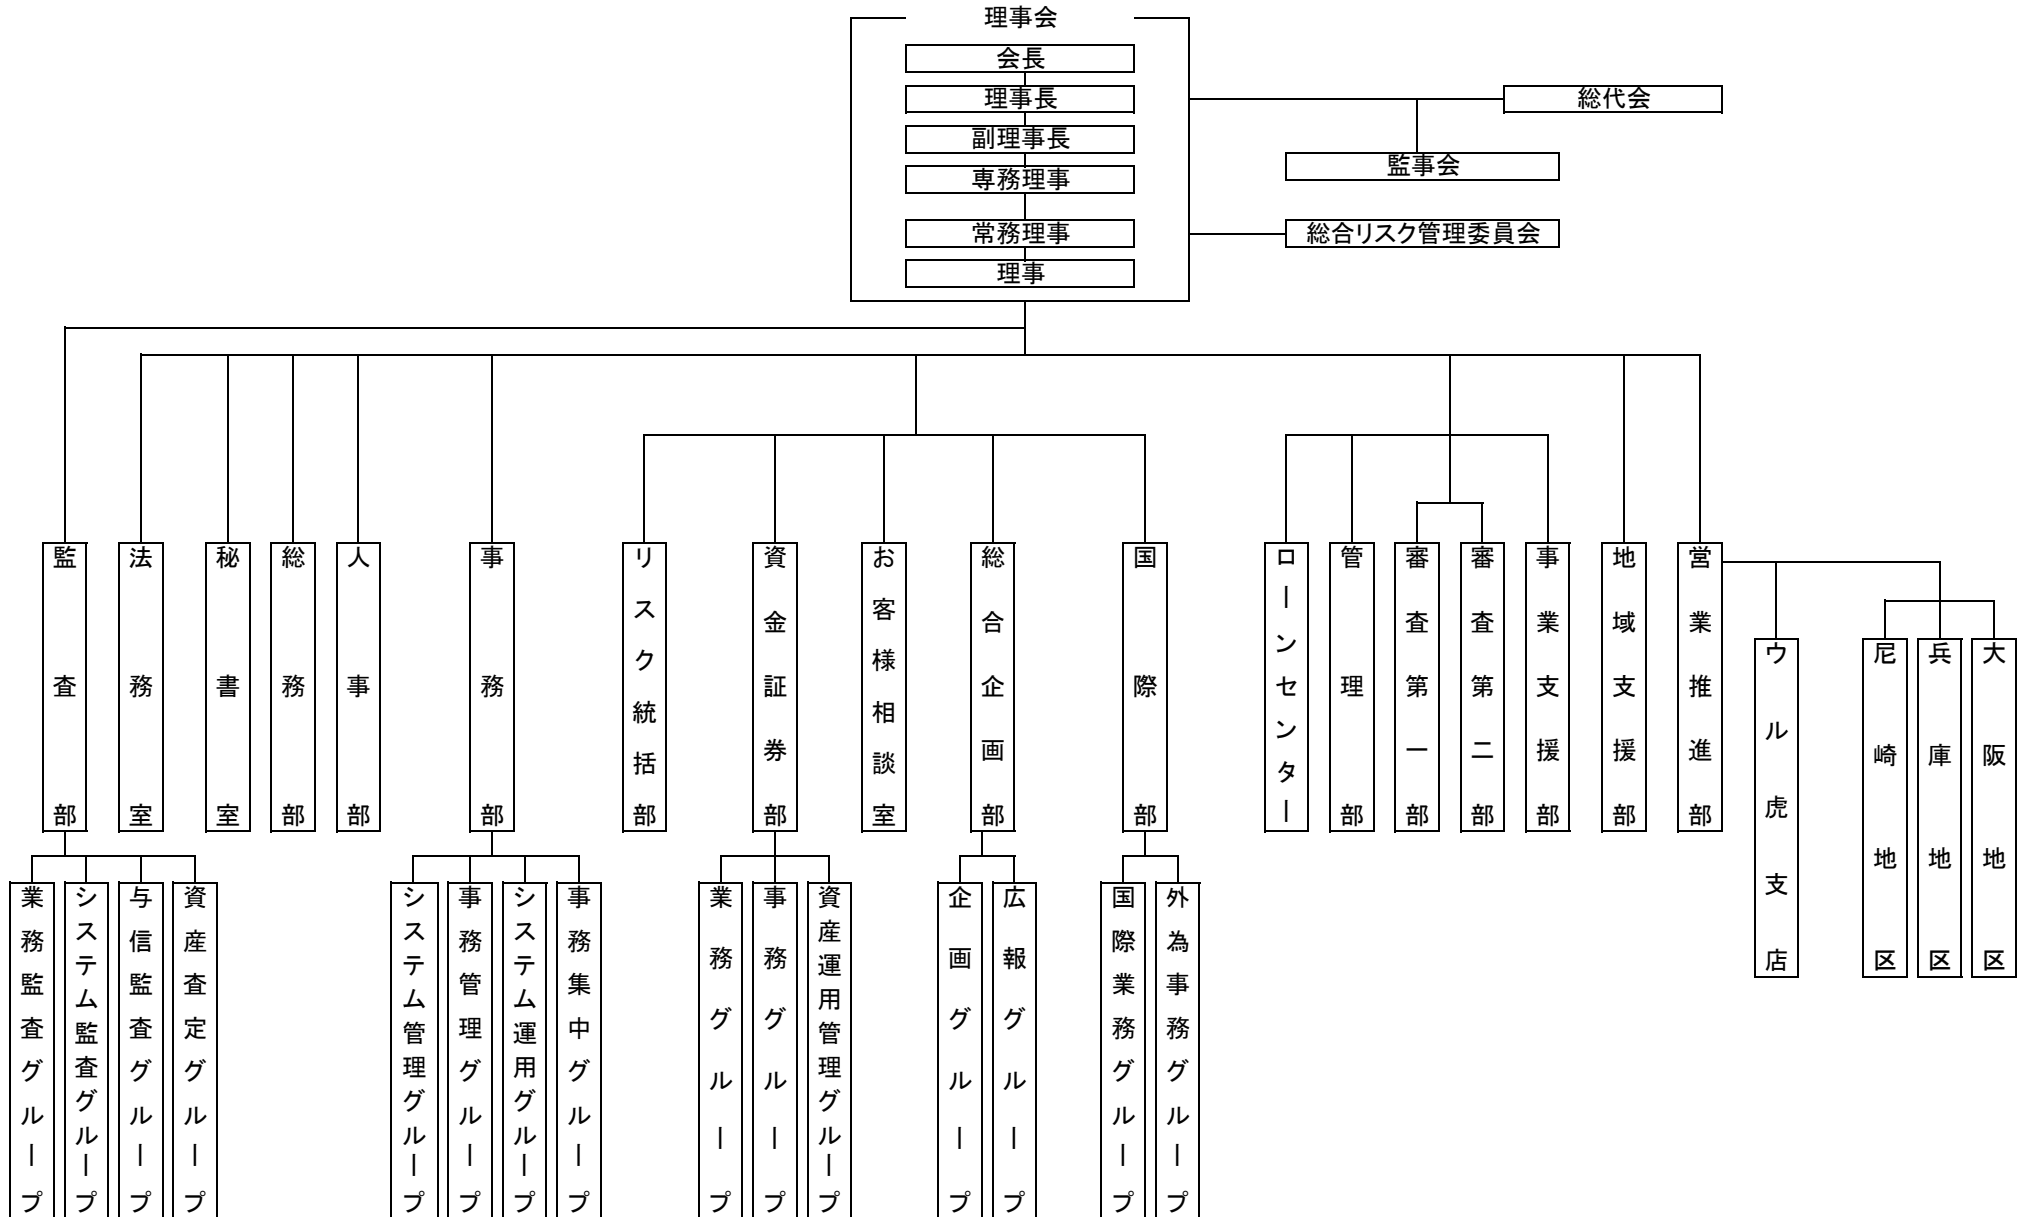 理事会
会長
理事長
副理事長
専務理事
常務理事
理事
総代会
監事会
総合リスク管理委員会
監査部
法務室
秘書室
総務部
人事部
事務部
リスク統括部
資金証券部
お客様相談室
総合企画部
国際部
ローンセンター
管理部
審査第一部
審査第二部
事業支援部
地域支援部
営業推進部
ウル虎支店
尼崎地区
兵庫地区
大阪地区
業務監査グループ
システム監査グループ
与信監査グループ
資産査定グループ
システム管理グループ
事務管理グループ
システム運用グループ
事務集中グループ
業務グループ
事務グループ
資産運用管理グループ
企画グループ
広報グループ
国際業務グループ
外為事務グループ